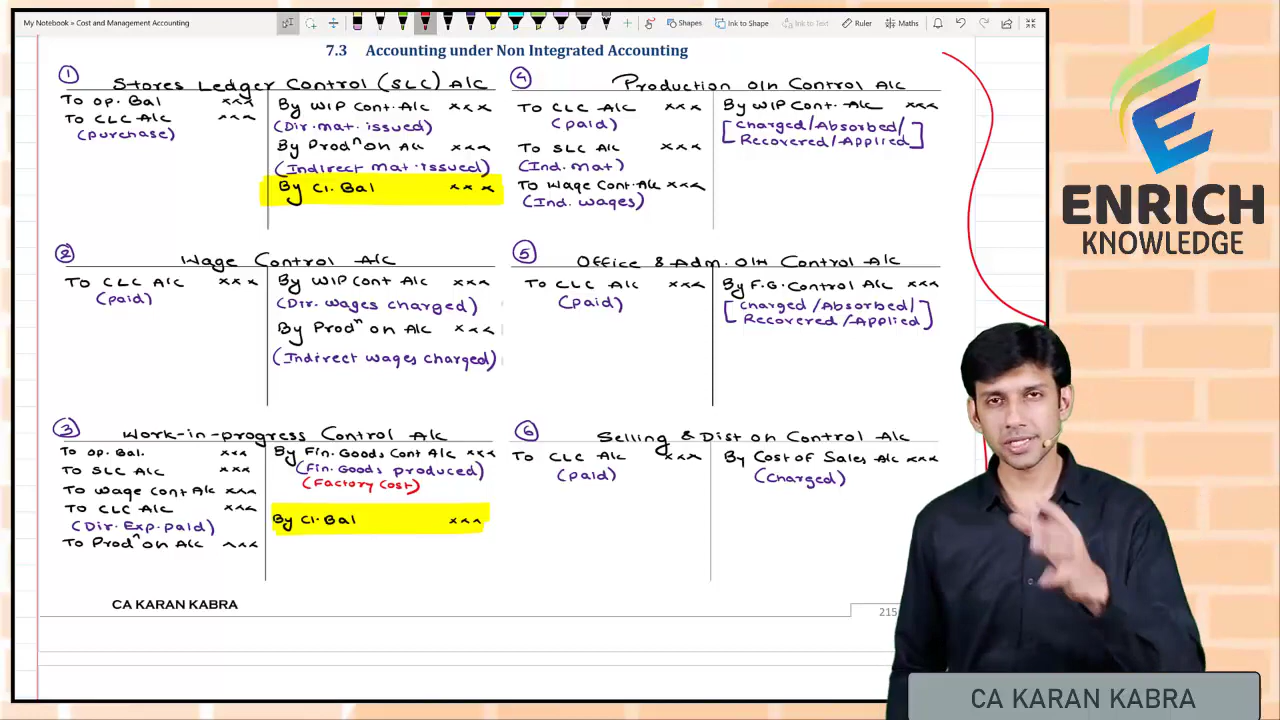 My Notebook » Cost and Management Accounting
Shapes
Ink to Shape
Ink to Text
Ruler
Maths
7.3 Accounting under Non Integrated Accounting
①
Stores Ledger Control (SLC) A/c
To op. Bal xxx
To CLC A/c xxx
(purchase)
By WIP Cont. A/c xxx
(Dir. mat. issued)
By Prodⁿ OH A/c xxx
(Indirect mat. issued)
By Cl. Bal xxx
④
Production O/H Control A/c
To CLC A/c xxx
(paid)
To SLC A/c xxx
(Ind. mat)
To Wage Cont. A/c xxx
(Ind. wages)
By WIP Cont. A/c xxx
[Charged/Absorbed/
Recovered/Applied]
②
Wage Control A/c
To CLC A/c xxx
(paid)
By WIP Cont A/c xxx
(Dir. wages charged)
By Prodⁿ OH A/c xxx
(Indirect wages charged)
⑤
Office & Adm. O/H Control A/c
To CLC A/c xxx
(paid)
By F.G. Control A/c xxx
[Charged/Absorbed/
Recovered/Applied]
③
Work-in-progress Control A/c
To op. Bal. xxx
To SLC A/c xxx
To Wage Cont A/c xxx
To CLC A/c xxx
(Dir. Exp. paid)
To Prodⁿ OH A/c xxx
By Fin. Goods Cont A/c xxx
(Fin. Goods produced)
(Factory Cost)
By Cl. Bal xxx
⑥
Selling & Dist OH Control A/c
To CLC A/c xxx
(paid)
By Cost of Sales A/c xxx
(Charged)
CA KARAN KABRA
215
ENRICH
KNOWLEDGE
CA KARAN KABRA